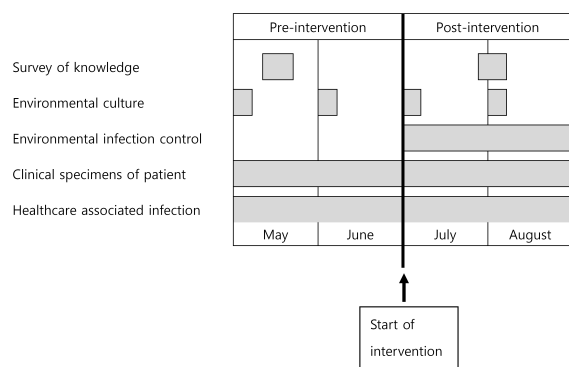 Pre-intervention Post-intervention
Survey of knowledge
Environmental culture
Environmental infection control
Clinical specimens of patient
Healthcare associated infection
May June July August
Start of
intervention